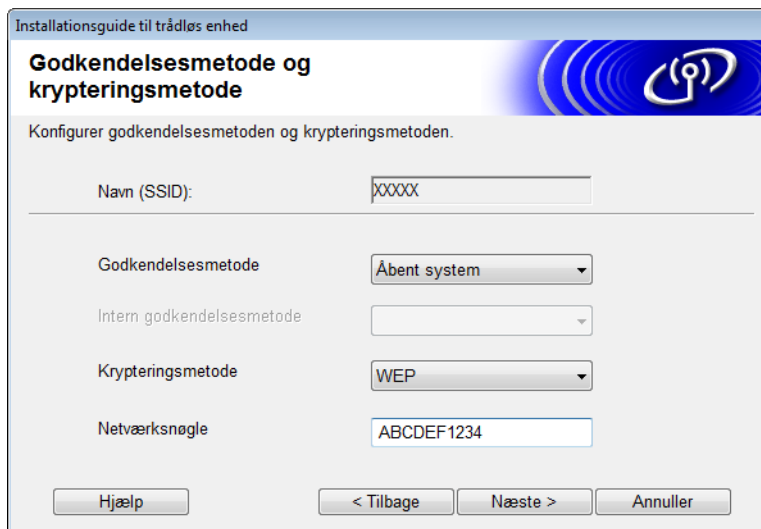 Installationsguide til trådløs enhed
Godkendelsesmetode og
krypteringsmetode
Konfigurer godkendelsesmetoden og krypteringsmetoden.
Navn (SSID):
XXXXX
Godkendelsesmetode
Åbent system
Intern godkendelsesmetode
Krypteringsmetode
WEP
Netværksnøgle
ABCDEF1234
Hjælp
< Tilbage
Næste >
Annuller